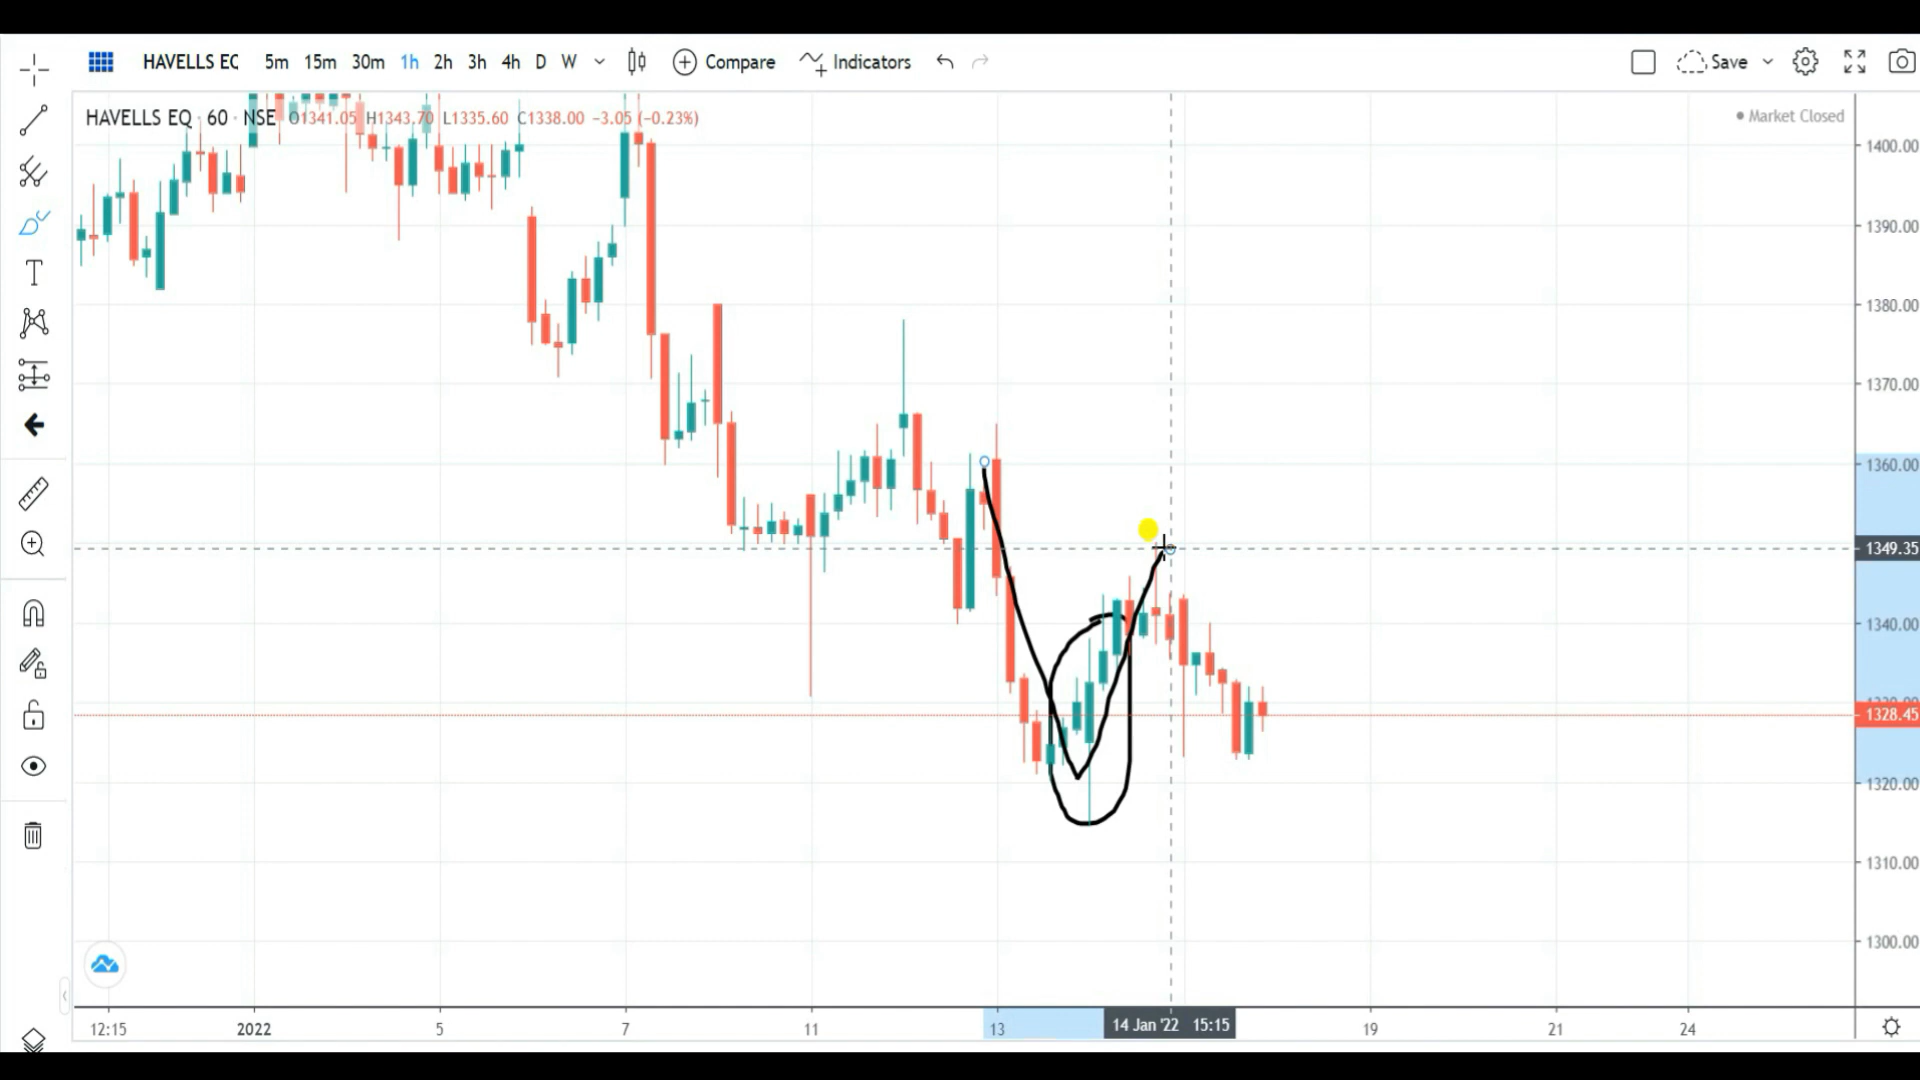 HAVELLS EQ 5m 15m 30m 1h 2h 3h 4h D W Compare Indicators Save
HAVELLS EQ · 60 · NSE O1341.05 H1343.70 L1335.60 C1338.00 −3.05 (−0.23%)
Market Closed
T
1400.00
1390.00
1380.00
1370.00
1360.00
1349.35
1340.00
1328.45
1320.00
1310.00
1300.00
12:15 2022 5 7 11 13 14 Jan '22 15:15 19 21 24